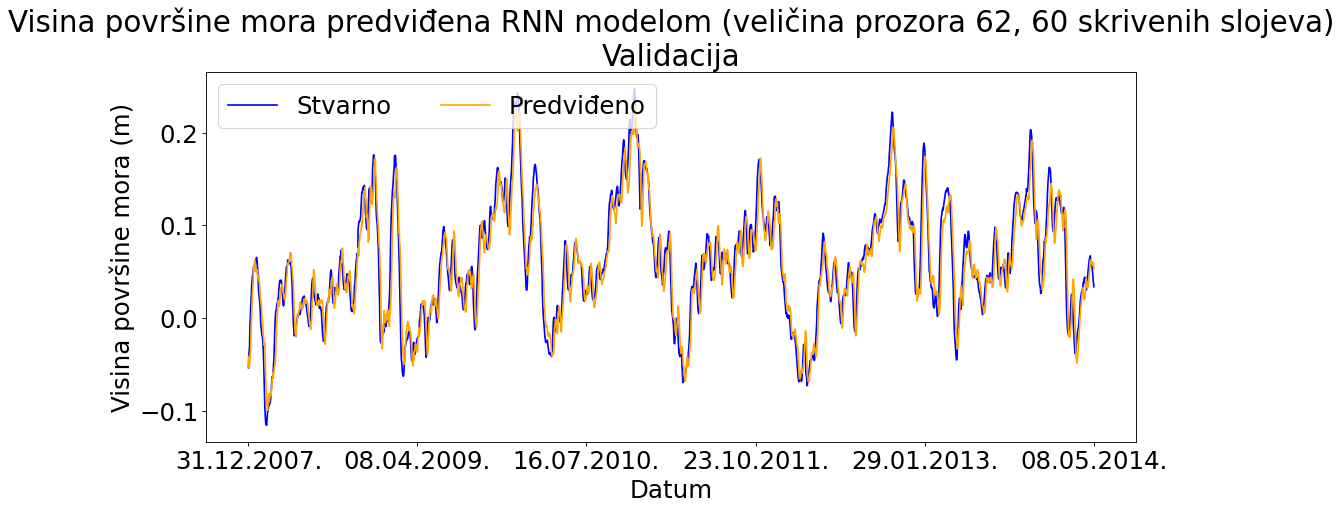 Visina površine mora predviđena RNN modelom (veličina prozora 62, 60 skrivenih slojeva)
Validacija
Stvarno Predviđeno
Visina površine mora (m)
0.2
0.1
0.0
−0.1
31.12.2007. 08.04.2009. 16.07.2010. 23.10.2011. 29.01.2013. 08.05.2014.
Datum